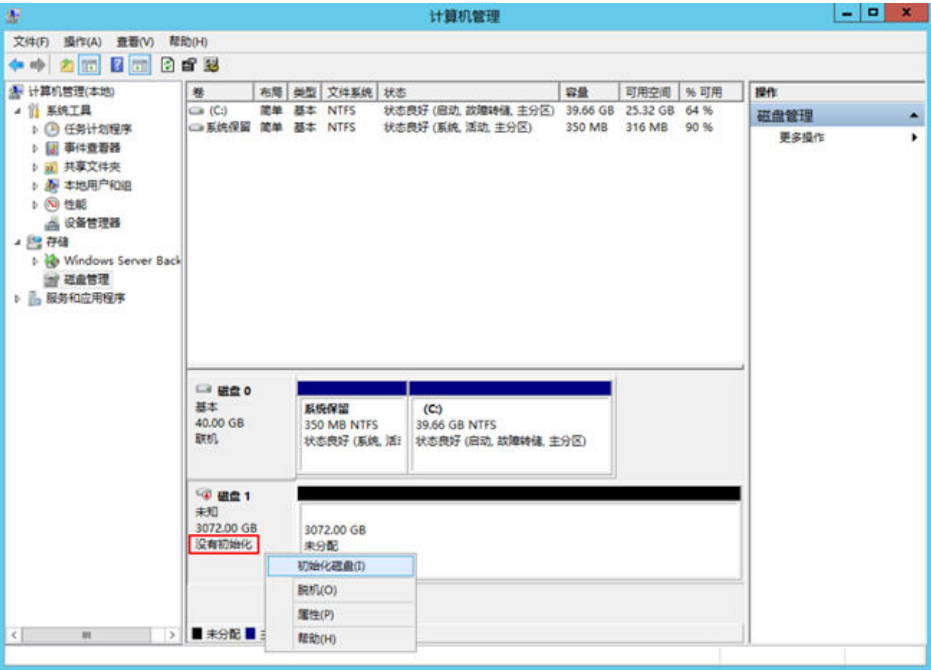 计算机管理
文件(F) 操作(A) 查看(V) 帮助(H)
计算机管理(本地)
系统工具
任务计划程序
事件查看器
共享文件夹
本地用户和组
性能
设备管理器
存储
Windows Server Back
磁盘管理
服务和应用程序
卷 布局 类型 文件系统 状态 容量 可用空间 % 可用
(C:) 简单 基本 NTFS 状态良好 (启动, 故障转储, 主分区) 39.66 GB 25.32 GB 64 %
系统保留 简单 基本 NTFS 状态良好 (系统, 活动, 主分区) 350 MB 316 MB 90 %
操作
磁盘管理
更多操作
磁盘 0
基本
40.00 GB
联机
系统保留
350 MB NTFS
状态良好 (系统, 活
(C:)
39.66 GB NTFS
状态良好 (启动, 故障转储, 主分区)
磁盘 1
未知
3072.00 GB
没有初始化
3072.00 GB
未分配
初始化磁盘(I)
脱机(O)
属性(P)
帮助(H)
未分配